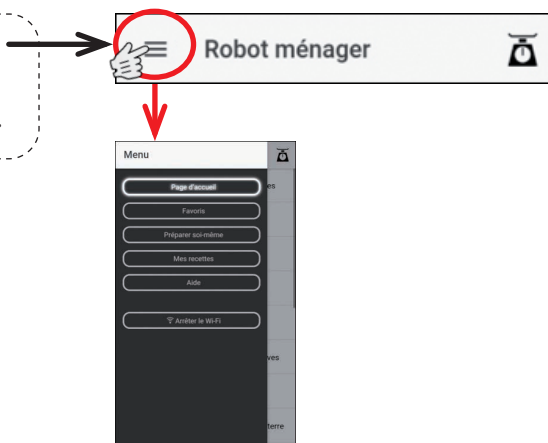 Robot ménager
Menu
Page d'accueil
es
Favoris
Préparer soi-même
Mes recettes
Aide
Arrêter le Wi-Fi
ves
terre